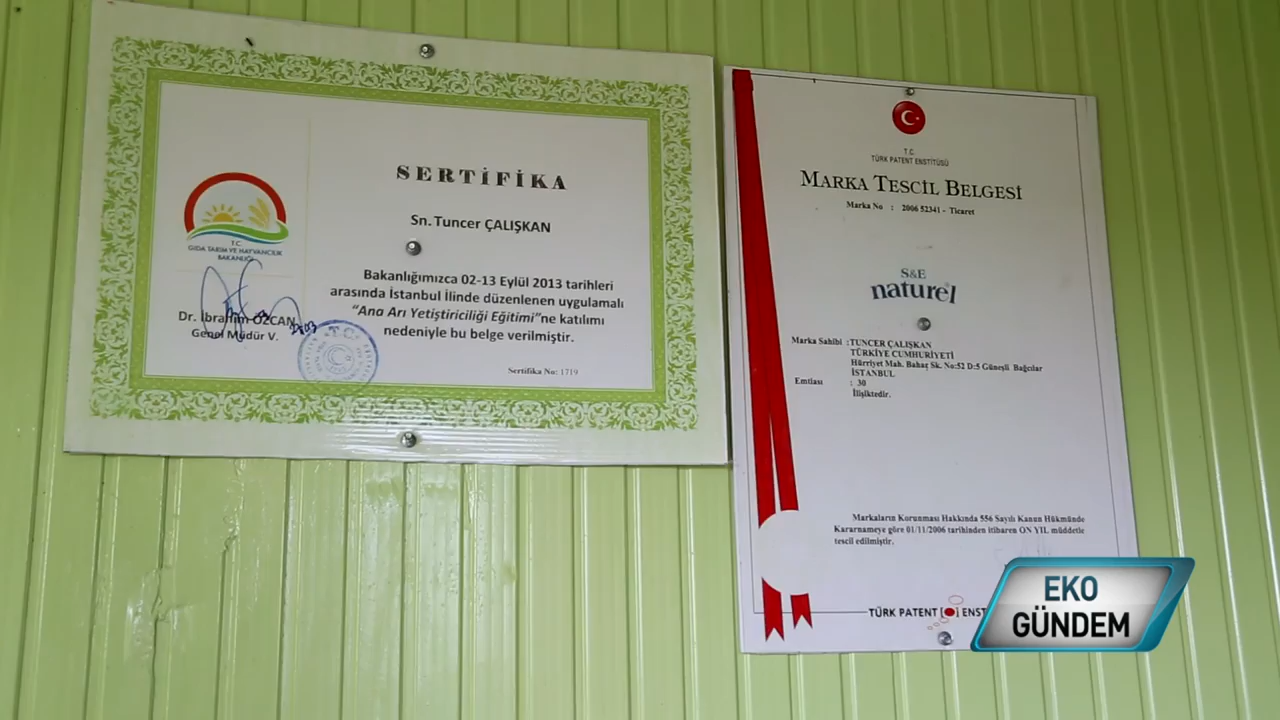 SERTİFİKA
Sn. Tuncer ÇALIŞKAN
T.C.
GIDA TARIM VE HAYVANCILIK
BAKANLIĞI
Bakanlığımızca 02-13 Eylül 2013 tarihleri
arasında İstanbul İlinde düzenlenen uygulamalı
“Ana Arı Yetiştiriciliği Eğitimi”ne katılımı
nedeniyle bu belge verilmiştir.
Dr. İbrahim ÖZCAN
Genel Müdür V.
T.C.
Sertifika No: 1719
T.C.
TÜRK PATENT ENSTİTÜSÜ
MARKA TESCİL BELGESİ
Marka No : 2006 52341 - Ticaret
S&E
naturel
Marka Sahibi :TUNCER ÇALIŞKAN
TÜRKİYE CUMHURİYETİ
Hürriyet Mah. Bahar Sk. No:52 D:5 Güneşli Bağcılar
İSTANBUL
Emtiası : 30
İlişiktedir.
Markaların Korunması Hakkında 556 Sayılı Kanun Hükmünde
Kararnameye göre 01/11/2006 tarihinden itibaren ON YIL müddetle
tescil edilmiştir.
TÜRK PATENT ENST
EKO
GÜNDEM